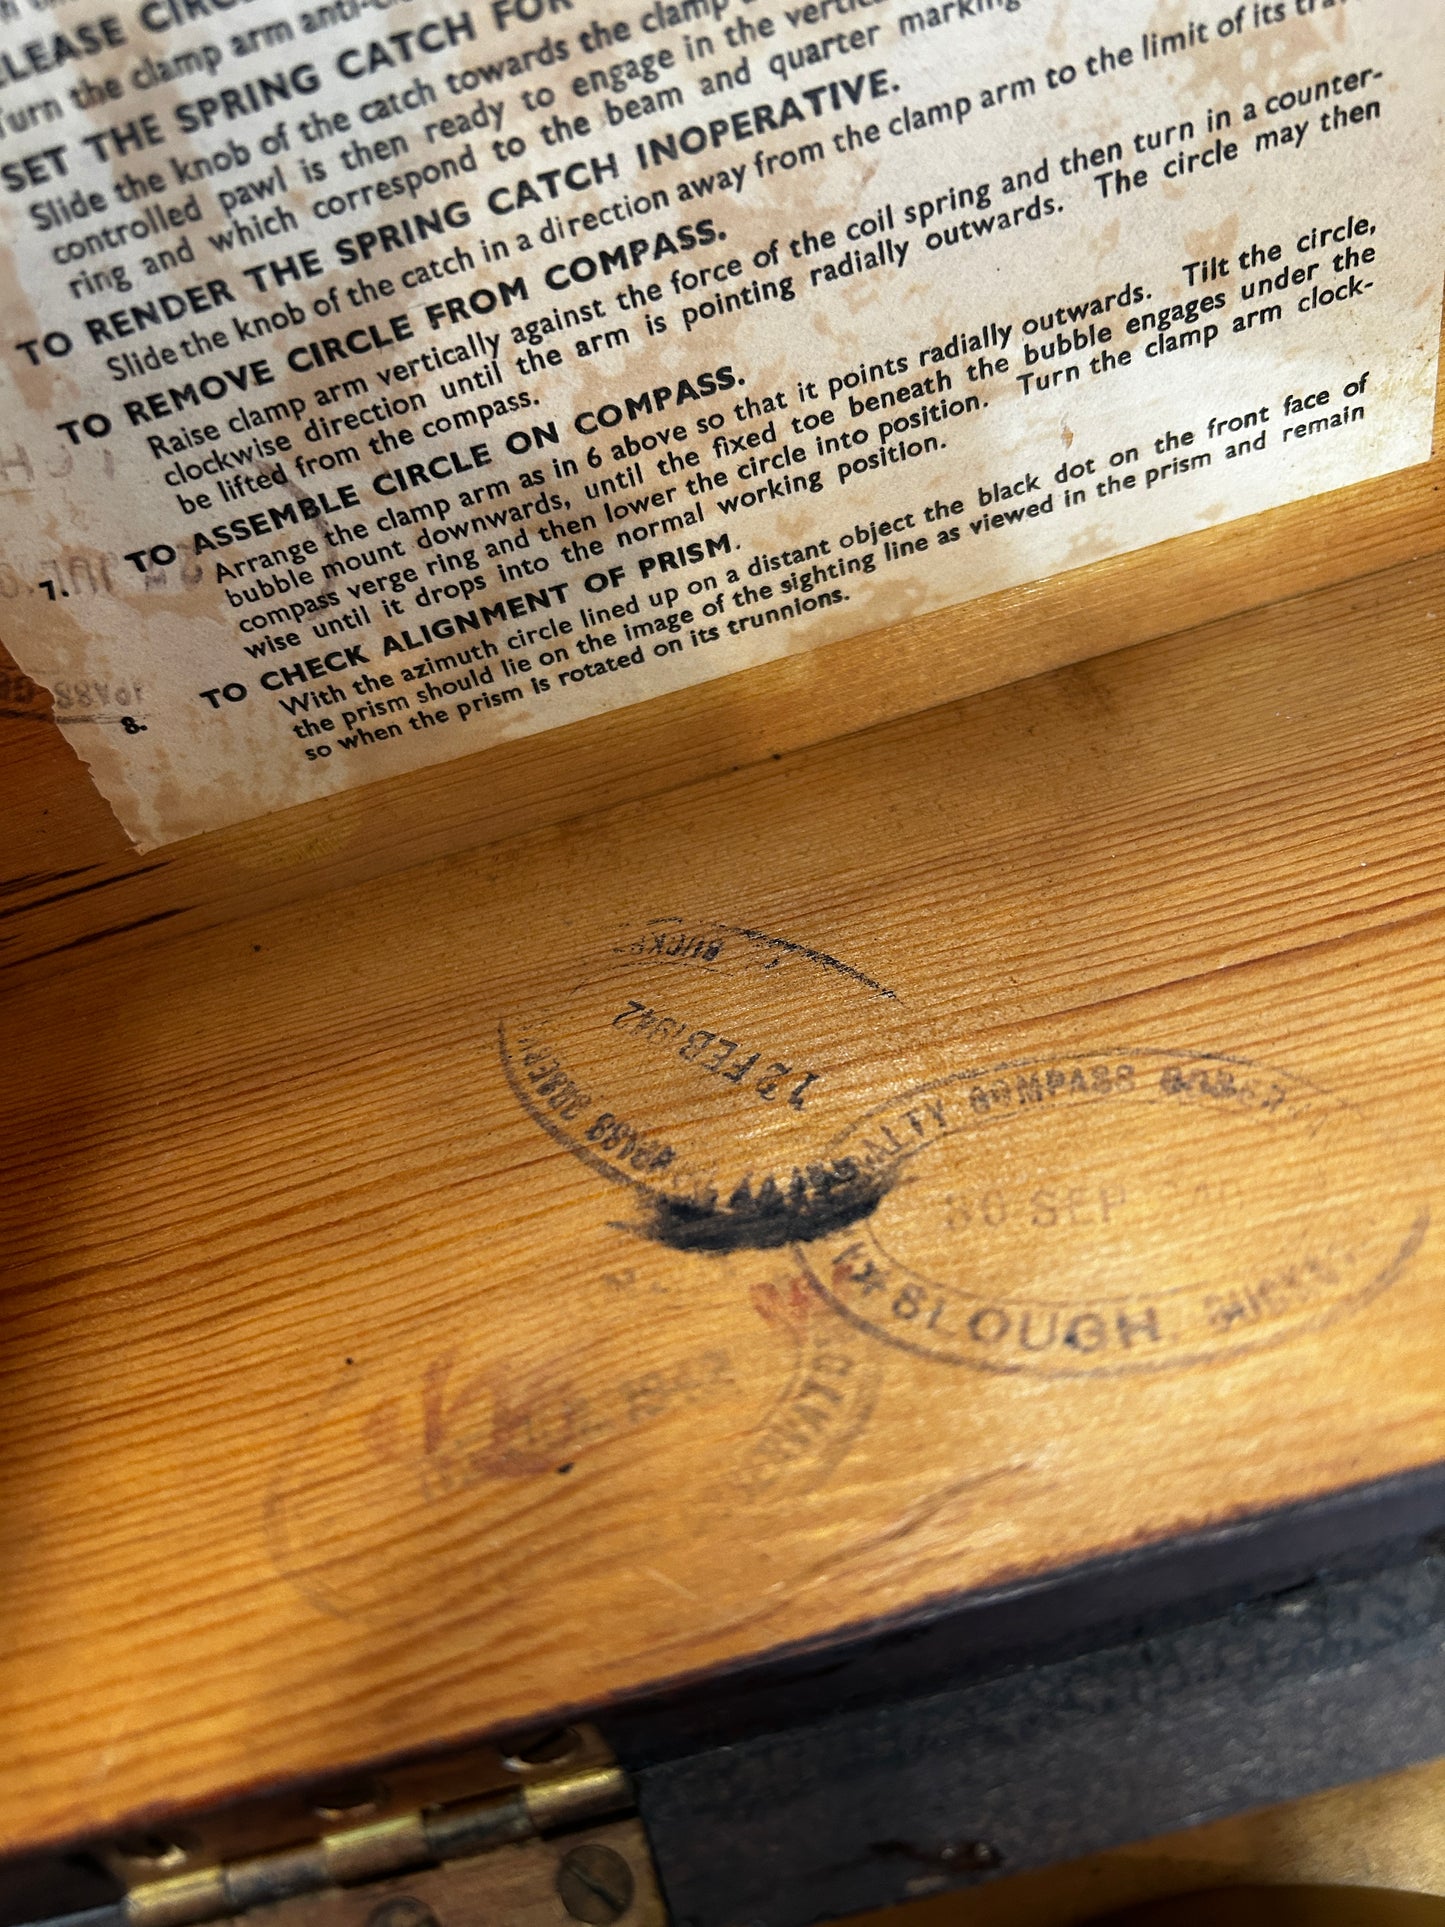 Turn the clamp arm
SET THE SPRING CATCH FOR
Slide the knob of the catch towards the clamp
controlled pawl is then ready to engage in the
ring and which correspond to the beam and quarter
TO RENDER THE SPRING CATCH INOPERATIVE.
Slide the knob of the catch in a direction away from the clamp arm to the limit of its
TO REMOVE CIRCLE FROM COMPASS.
Raise clamp arm vertically against the force of the coil spring and then turn in a counter-
clockwise direction until the arm is pointing radially outwards. The circle may then
be lifted from the compass.
7. TO ASSEMBLE CIRCLE ON COMPASS.
Arrange the clamp arm as in 6 above so that it points radially outwards. Tilt the circle,
bubble mount downwards, until the fixed toe beneath the bubble engages under the
compass verge ring and then lower the circle into position. Turn the clamp arm clock-
wise until it drops into the normal working position.
8. TO CHECK ALIGNMENT OF PRISM.
With the azimuth circle lined up on a distant object the black dot on the front face of
the prism should lie on the image of the sighting line as viewed in the prism and remain
so when the prism is rotated on its trunnions.
12 FEB 1942
COMPASS
30 SEP
SLOUGH,